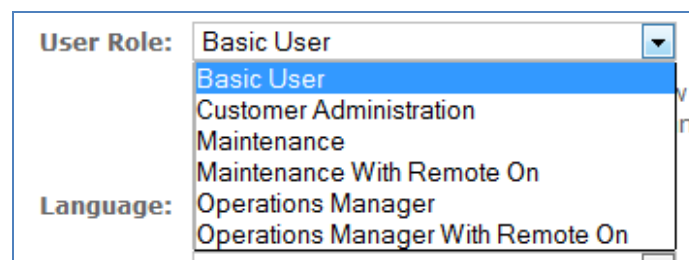 User Role: Basic User
Basic User
Customer Administration
Maintenance
Maintenance With Remote On
Language: Operations Manager
Operations Manager With Remote On